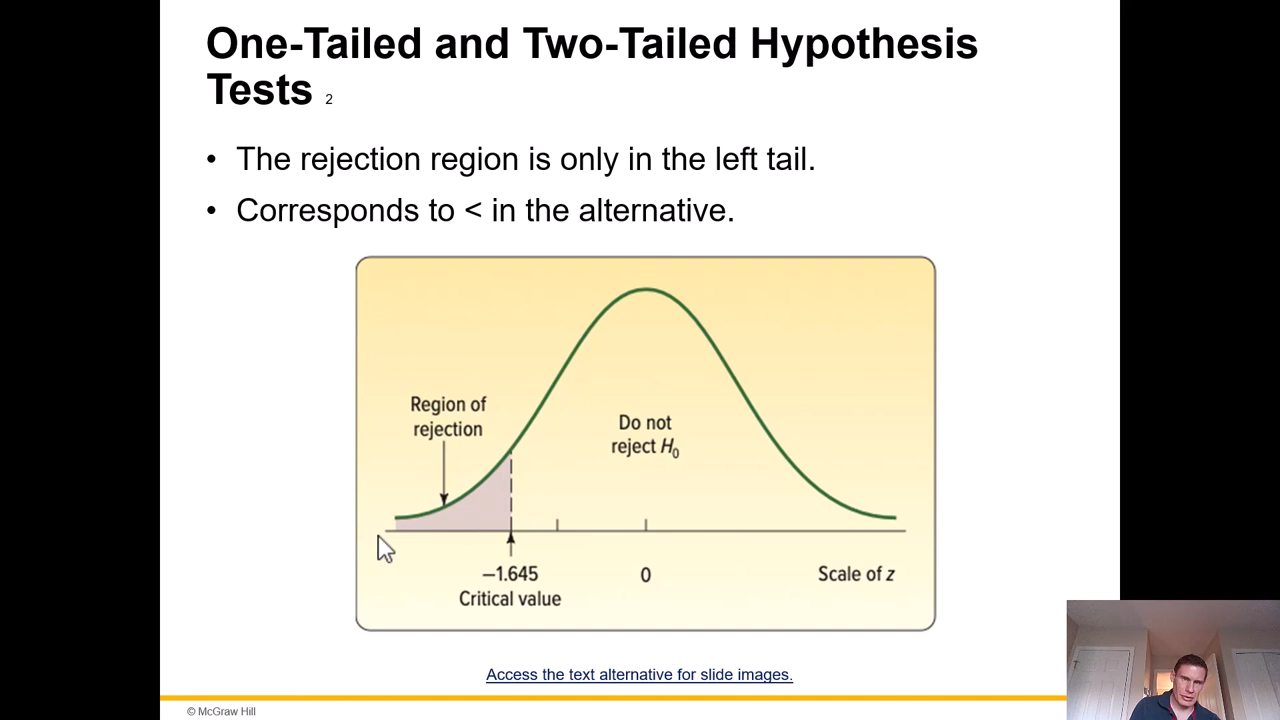 One-Tailed and Two-Tailed Hypothesis
Tests 2
• The rejection region is only in the left tail.
• Corresponds to < in the alternative.
Region of
rejection
Do not
reject H₀
−1.645
Critical value
0
Scale of z
Access the text alternative for slide images.
© McGraw Hill